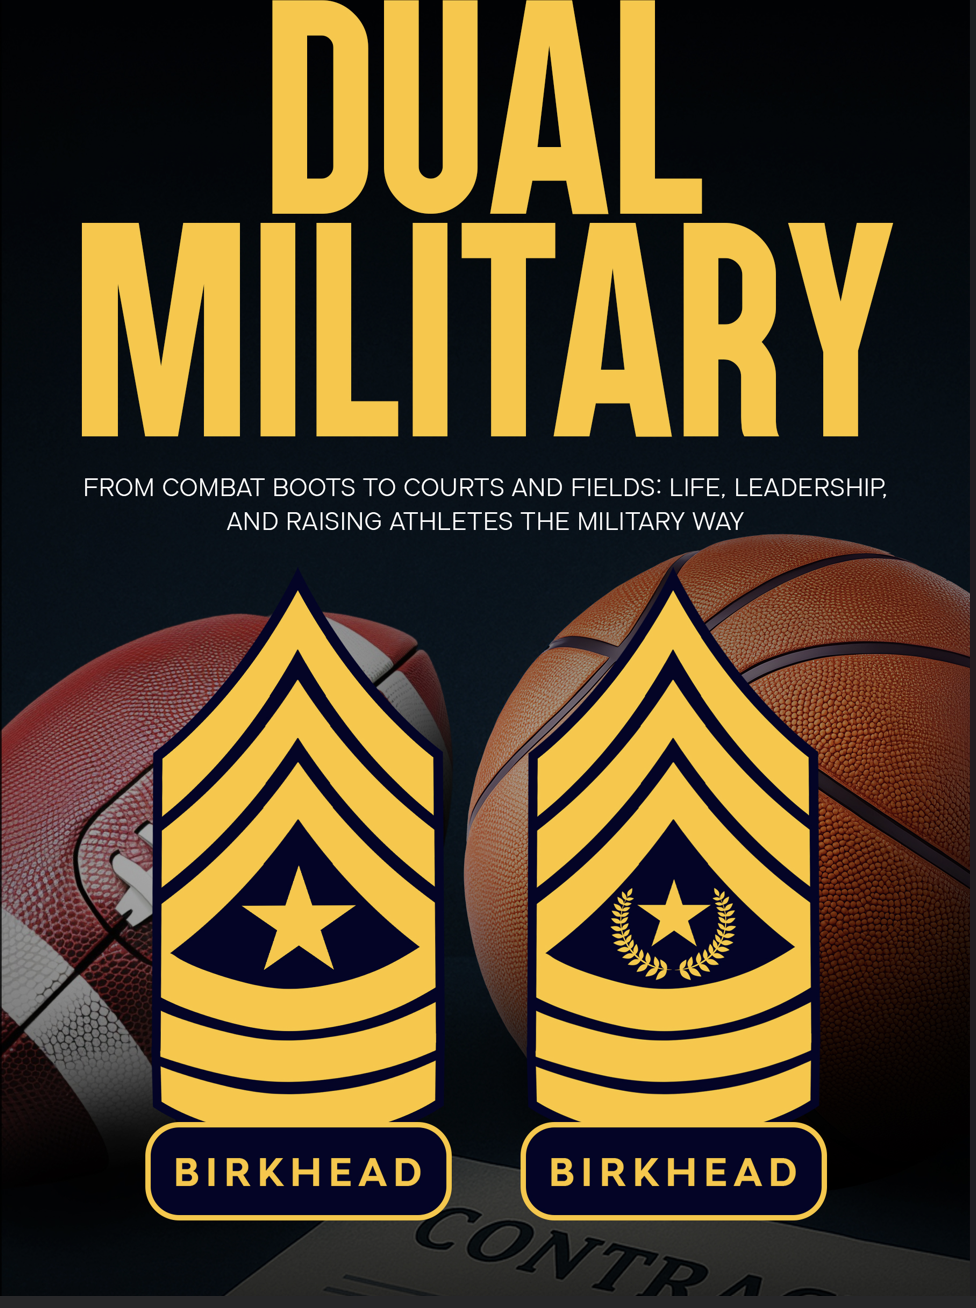 DUAL
MILITARY
FROM COMBAT BOOTS TO COURTS AND FIELDS: LIFE, LEADERSHIP,
AND RAISING ATHLETES THE MILITARY WAY
BIRKHEAD
BIRKHEAD
CONTRAC